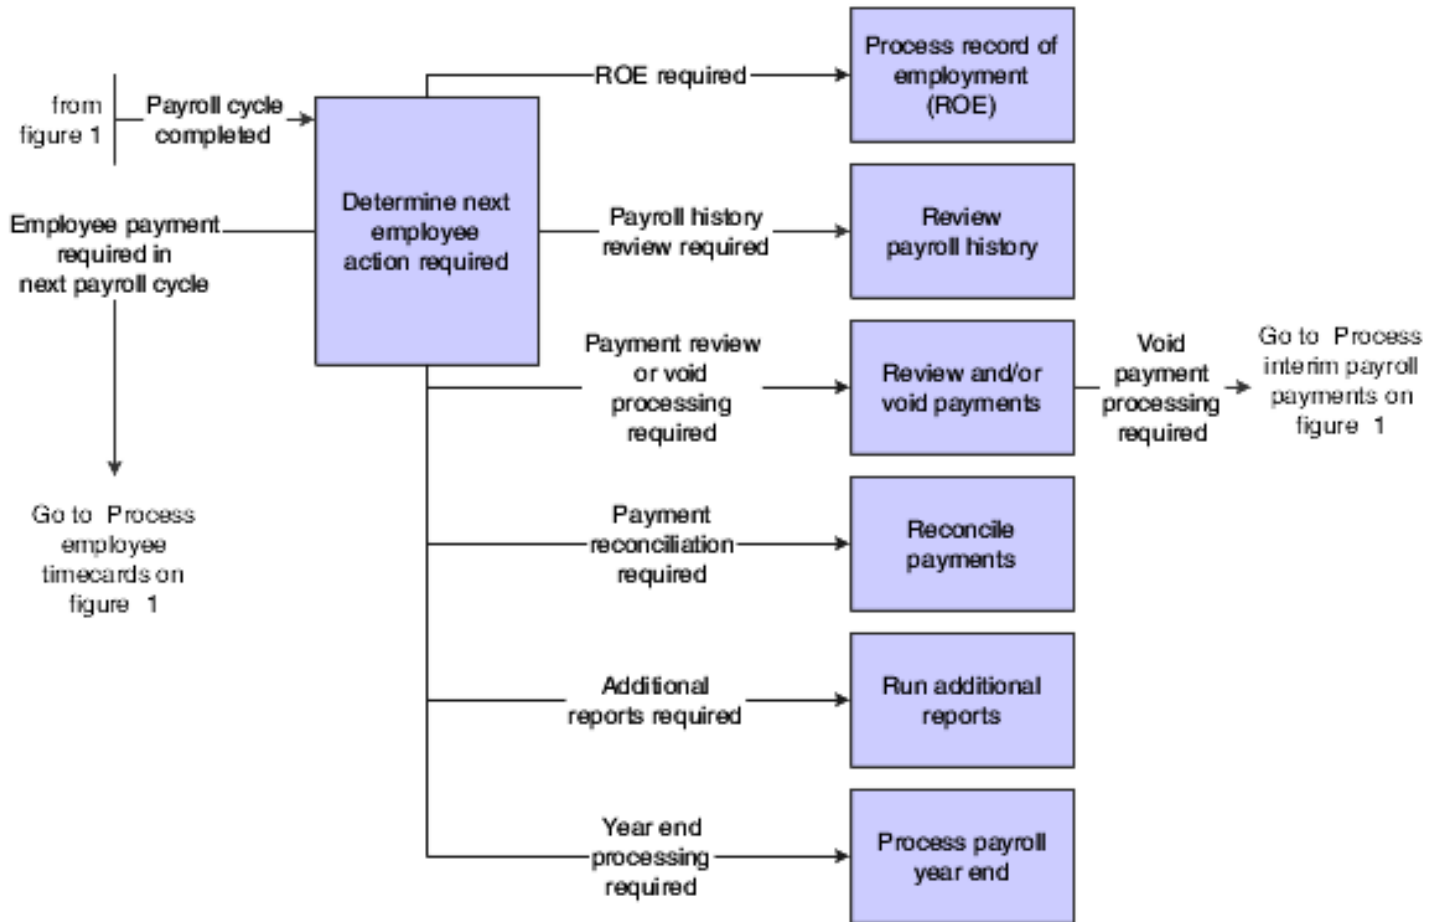 from
figure 1
Payroll cycle
completed
Employee payment
required in
next payroll cycle
Go to Process
employee
timecards on
figure 1
Determine next
employee
action required
ROE required
Process record of
employment
(ROE)
Payroll history
review required
Review
payroll history
Payment review
or void
processing
required
Review and/or
void payments
Void
payment
processing
required
Go to Process
interim payroll
payments on
figure 1
Payment
reconciliation
required
Reconcile
payments
Additional
reports required
Run additional
reports
Year end
processing
required
Process payroll
year end